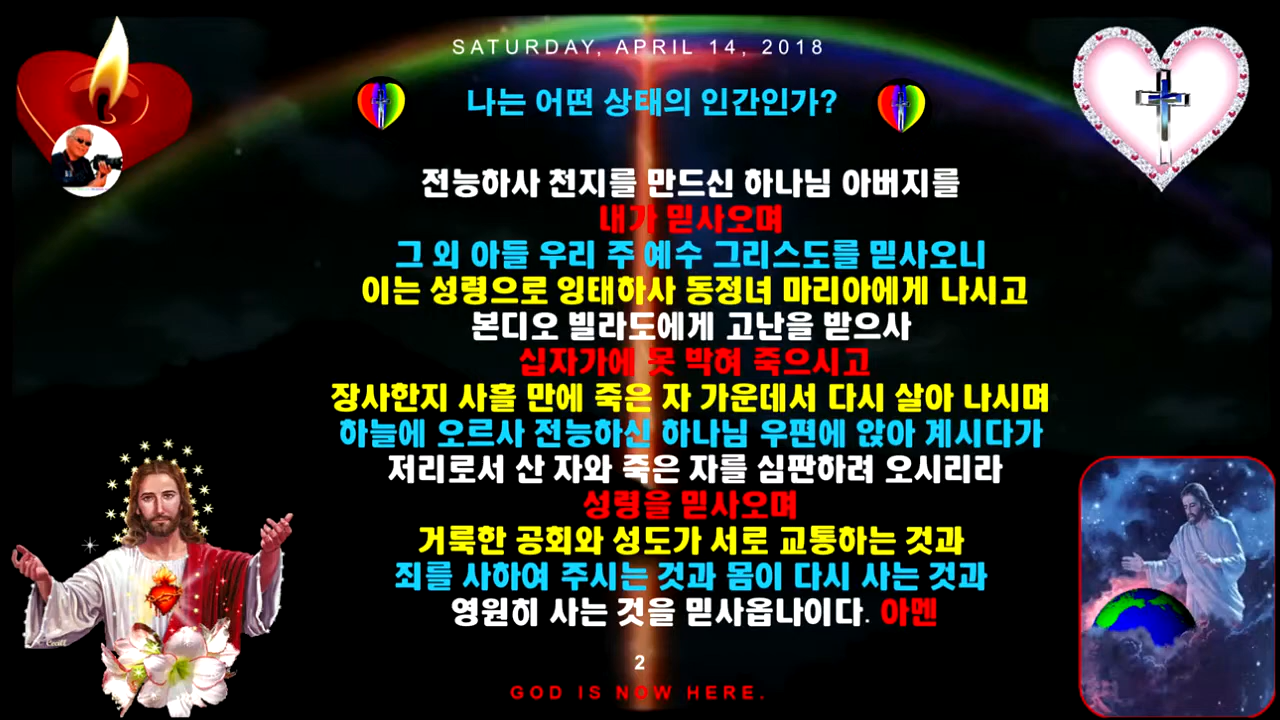 SATURDAY, APRIL 14, 2018
나는 어떤 상태의 인간인가?
전능하사 천지를 만드신 하나님 아버지를
내가 믿사오며
그 외 아들 우리 주 예수 그리스도를 믿사오니
이는 성령으로 잉태하사 동정녀 마리아에게 나시고
본디오 빌라도에게 고난을 받으사
십자가에 못 박혀 죽으시고
장사한지 사흘 만에 죽은 자 가운데서 다시 살아 나시며
하늘에 오르사 전능하신 하나님 우편에 앉아 계시다가
저리로서 산 자와 죽은 자를 심판하려 오시리라
성령을 믿사오며
거룩한 공회와 성도가 서로 교통하는 것과
죄를 사하여 주시는 것과 몸이 다시 사는 것과
영원히 사는 것을 믿사옵나이다. 아멘
2
GOD IS NOW HERE.